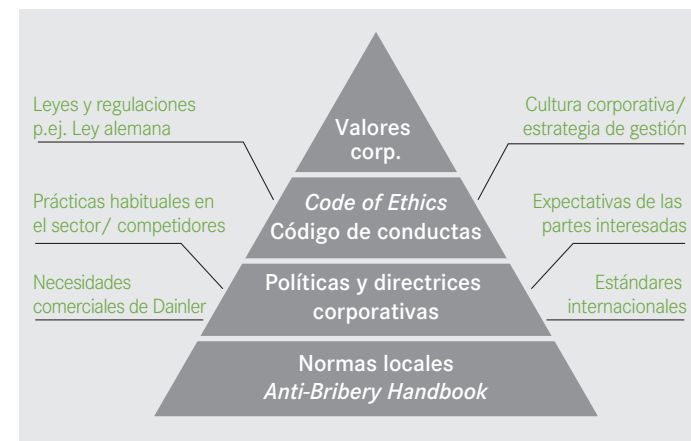 Leyes y regulaciones
p.ej. Ley alemana
Prácticas habituales en
el sector/ competidores
Necesidades
comerciales de Dainler
Valores
corp.
Code of Ethics
Código de conductas
Políticas y directrices
corporativas
Normas locales
Anti-Bribery Handbook
Cultura corporativa/
estrategia de gestión
Expectativas de las
partes interesadas
Estándares
internacionales